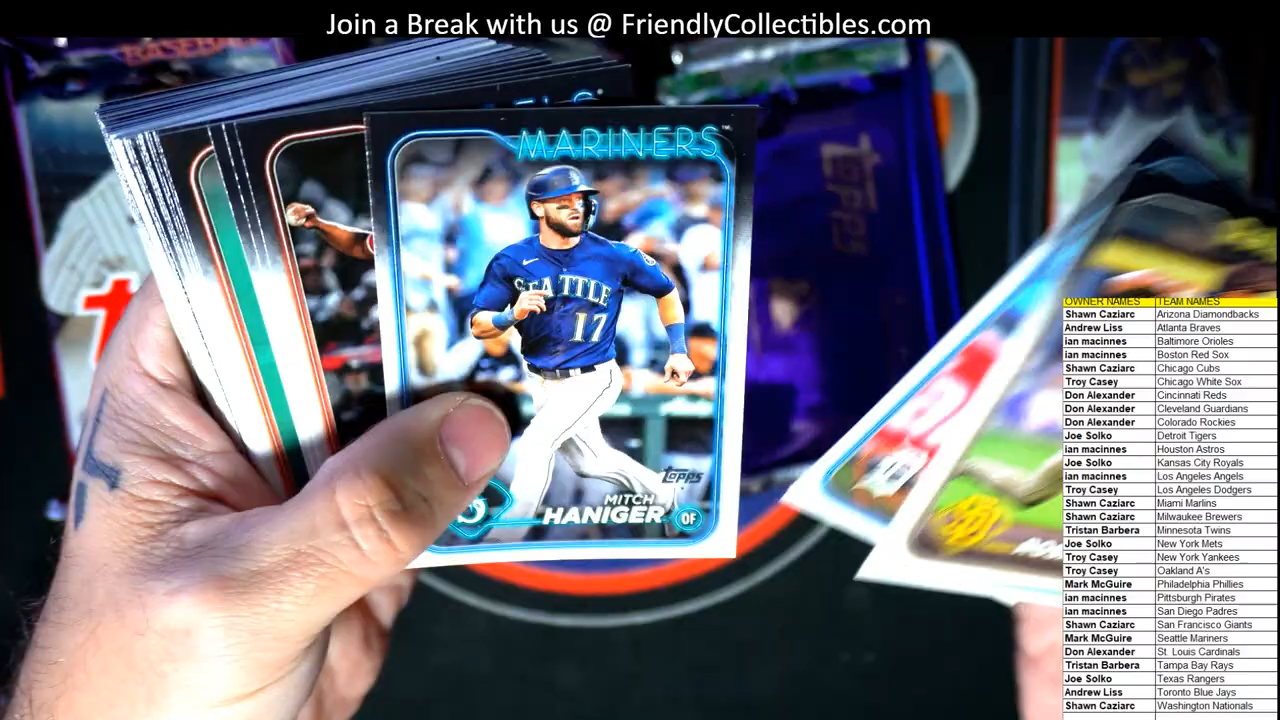 Join a Break with us @ FriendlyCollectibles.com
BASEBALL
topps
MARINERS
SEATTLE
17
topps
MITCH
HANIGER OF
OWNER NAMES TEAM NAMES
Shawn Caziarc Arizona Diamondbacks
Andrew Liss Atlanta Braves
ian macinnes Baltimore Orioles
ian macinnes Boston Red Sox
Shawn Caziarc Chicago Cubs
Troy Casey Chicago White Sox
Don Alexander Cincinnati Reds
Don Alexander Cleveland Guardians
Don Alexander Colorado Rockies
Joe Solko Detroit Tigers
ian macinnes Houston Astros
Joe Solko Kansas City Royals
ian macinnes Los Angeles Angels
Troy Casey Los Angeles Dodgers
Shawn Caziarc Miami Marlins
Shawn Caziarc Milwaukee Brewers
Tristan Barbera Minnesota Twins
Joe Solko New York Mets
Troy Casey New York Yankees
Troy Casey Oakland A's
Mark McGuire Philadelphia Phillies
ian macinnes Pittsburgh Pirates
ian macinnes San Diego Padres
Shawn Caziarc San Francisco Giants
Mark McGuire Seattle Mariners
Don Alexander St. Louis Cardinals
Tristan Barbera Tampa Bay Rays
Joe Solko Texas Rangers
Andrew Liss Toronto Blue Jays
Shawn Caziarc Washington Nationals